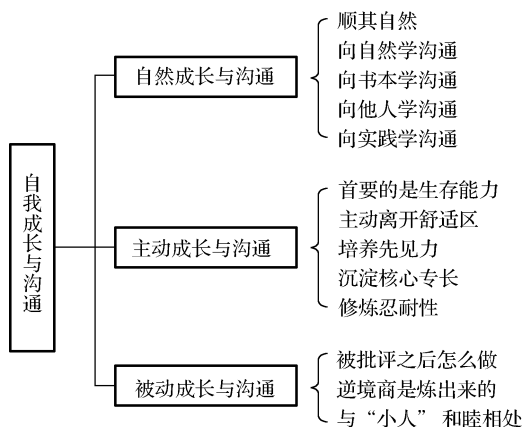 自我成长与沟通
自然成长与沟通
顺其自然
向自然学沟通
向书本学沟通
向他人学沟通
向实践学沟通
主动成长与沟通
首要的是生存能力
主动离开舒适区
培养先见力
沉淀核心专长
修炼忍耐性
被动成长与沟通
被批评之后怎么做
逆境商是炼出来的
与“小人” 和睦相处